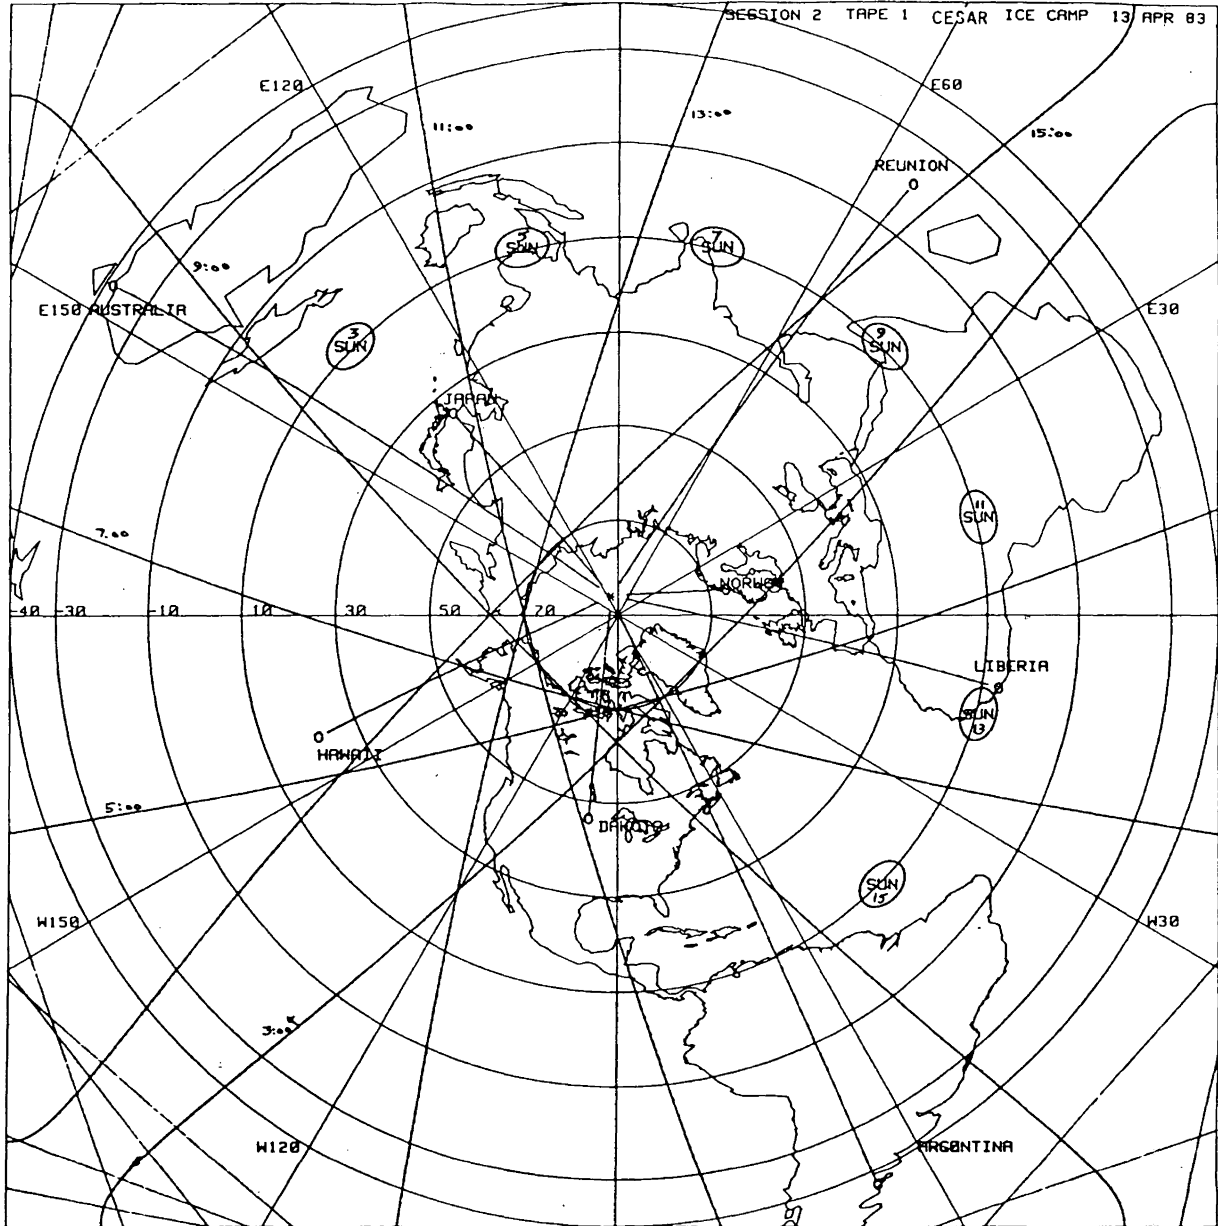 SESSION 2 TAPE 1 CESAR ICE CAMP 13 APR 83
E120
E60
11:00
13:00
15:00
REUNION
5
SUN
7
SUN
9:00
E150
AUSTRALIA
E30
3
SUN
9
SUN
JAPAN
11
SUN
7.00
NORWAY
-40 -30 -10 10 30 50 20
LIBERIA
SUN
13
HAWAII
5:00
DAKOTA
SUN
15
W150
W30
3:00
W120
ARGENTINA